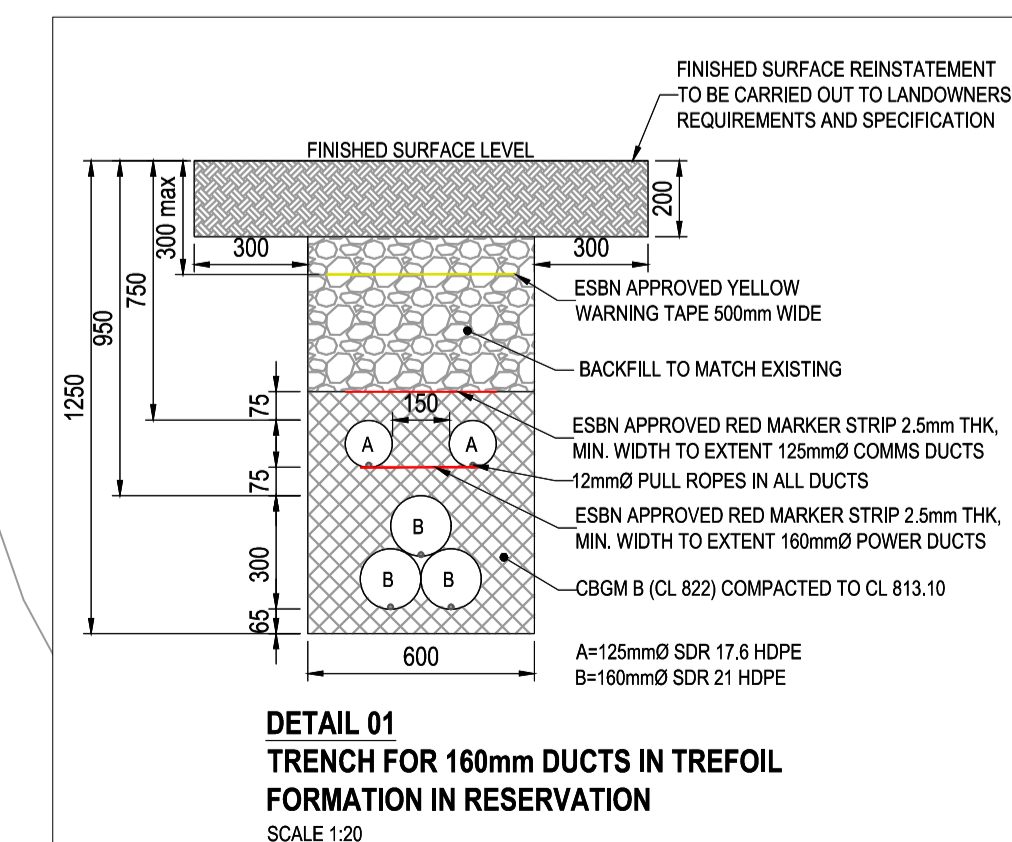 FINISHED SURFACE REINSTATEMENT
TO BE CARRIED OUT TO LANDOWNERS
REQUIREMENTS AND SPECIFICATION
FINISHED SURFACE LEVEL
200
300 max
300
300
750
950
1250
ESBN APPROVED YELLOW
WARNING TAPE 500mm WIDE
BACKFILL TO MATCH EXISTING
75
150
ESBN APPROVED RED MARKER STRIP 2.5mm THK,
MIN. WIDTH TO EXTENT 125mmØ COMMS DUCTS
A
A
12mmØ PULL ROPES IN ALL DUCTS
75
ESBN APPROVED RED MARKER STRIP 2.5mm THK,
MIN. WIDTH TO EXTENT 160mmØ POWER DUCTS
B
300
B
B
CBGM B (CL 822) COMPACTED TO CL 813.10
65
600
A=125mmØ SDR 17.6 HDPE
B=160mmØ SDR 21 HDPE
DETAIL 01
TRENCH FOR 160mm DUCTS IN TREFOIL
FORMATION IN RESERVATION
SCALE 1:20